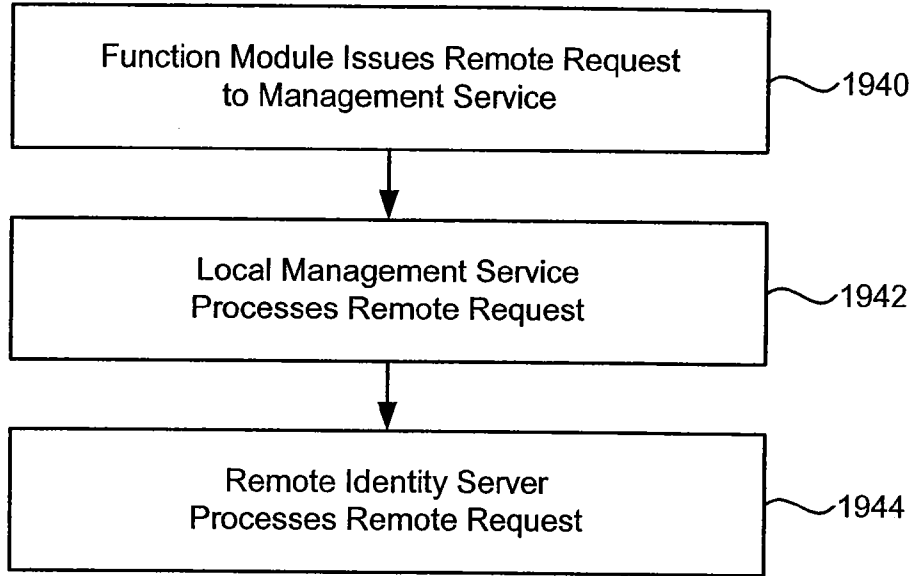 Function Module Issues Remote Request
to Management Service
1940
Local Management Service
Processes Remote Request
1942
Remote Identity Server
Processes Remote Request
1944